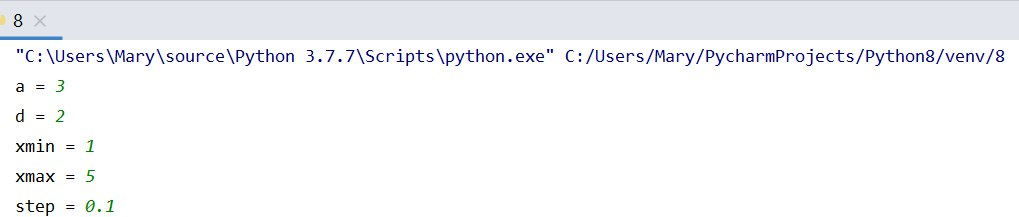 8
"C:\Users\Mary\source\Python 3.7.7\Scripts\python.exe" C:/Users/Mary/PycharmProjects/Python8/venv/8
a = 3
d = 2
xmin = 1
xmax = 5
step = 0.1